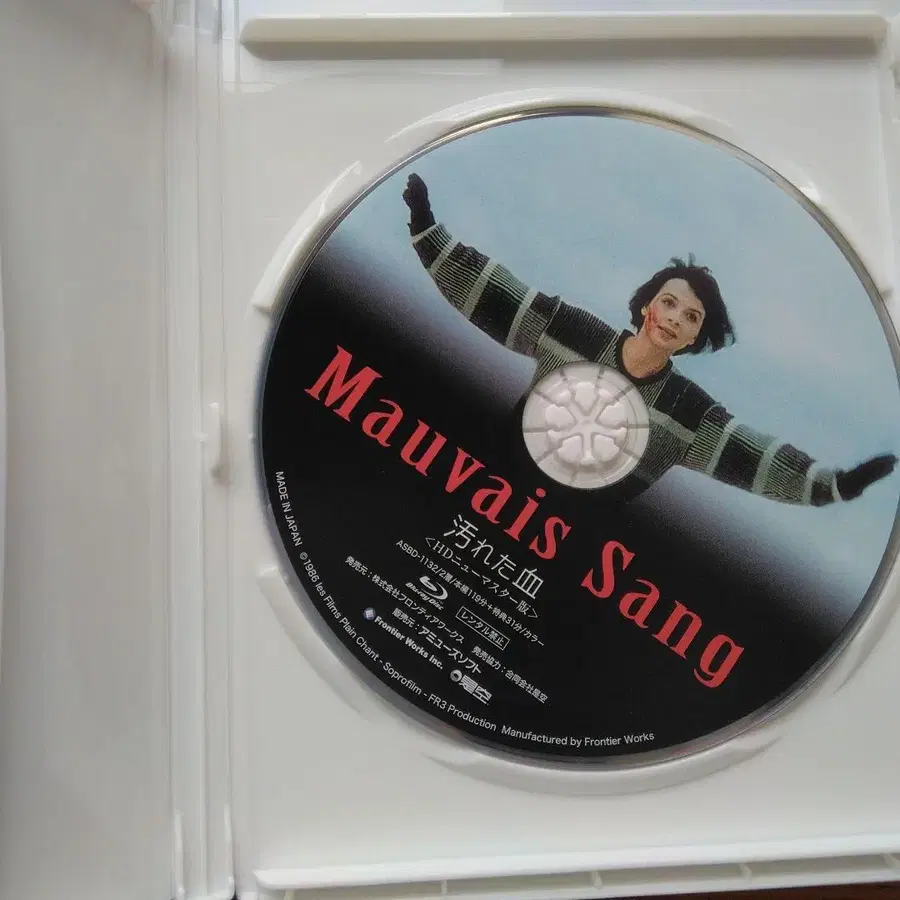 Mauvais Sang
汚れた血
<HDニューマスター版>
ASBD-1132/2層/本編119分+特典31分/カラー
Blu-ray Disc
レンタル禁止
発売元:株式会社フロンティアワークス
発売協力:合同会社星空
販売元:アミューズソフト
Frontier Works Inc.
星空
MADE IN JAPAN ©1986 les Films Plain Chant - Soprofilm - FR3 Production Manufactured by Frontier Works